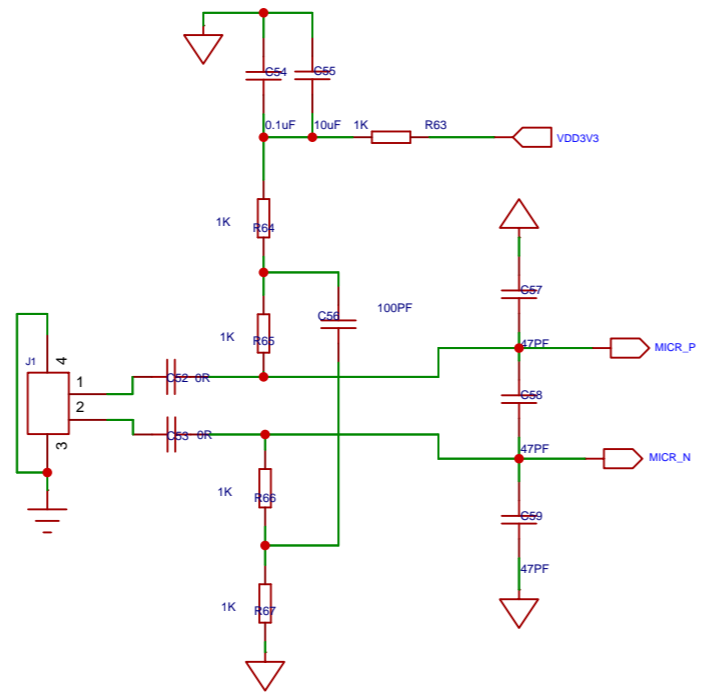 C54
C55
0.1uF
10uF
1K
R63
VDD3V3
1K
R64
C57
C56
100PF
1K
R65
47PF
MICR_P
J1
4
1
2
3
C52
0R
C58
C53
0R
47PF
MICR_N
1K
R66
C59
47PF
1K
R67